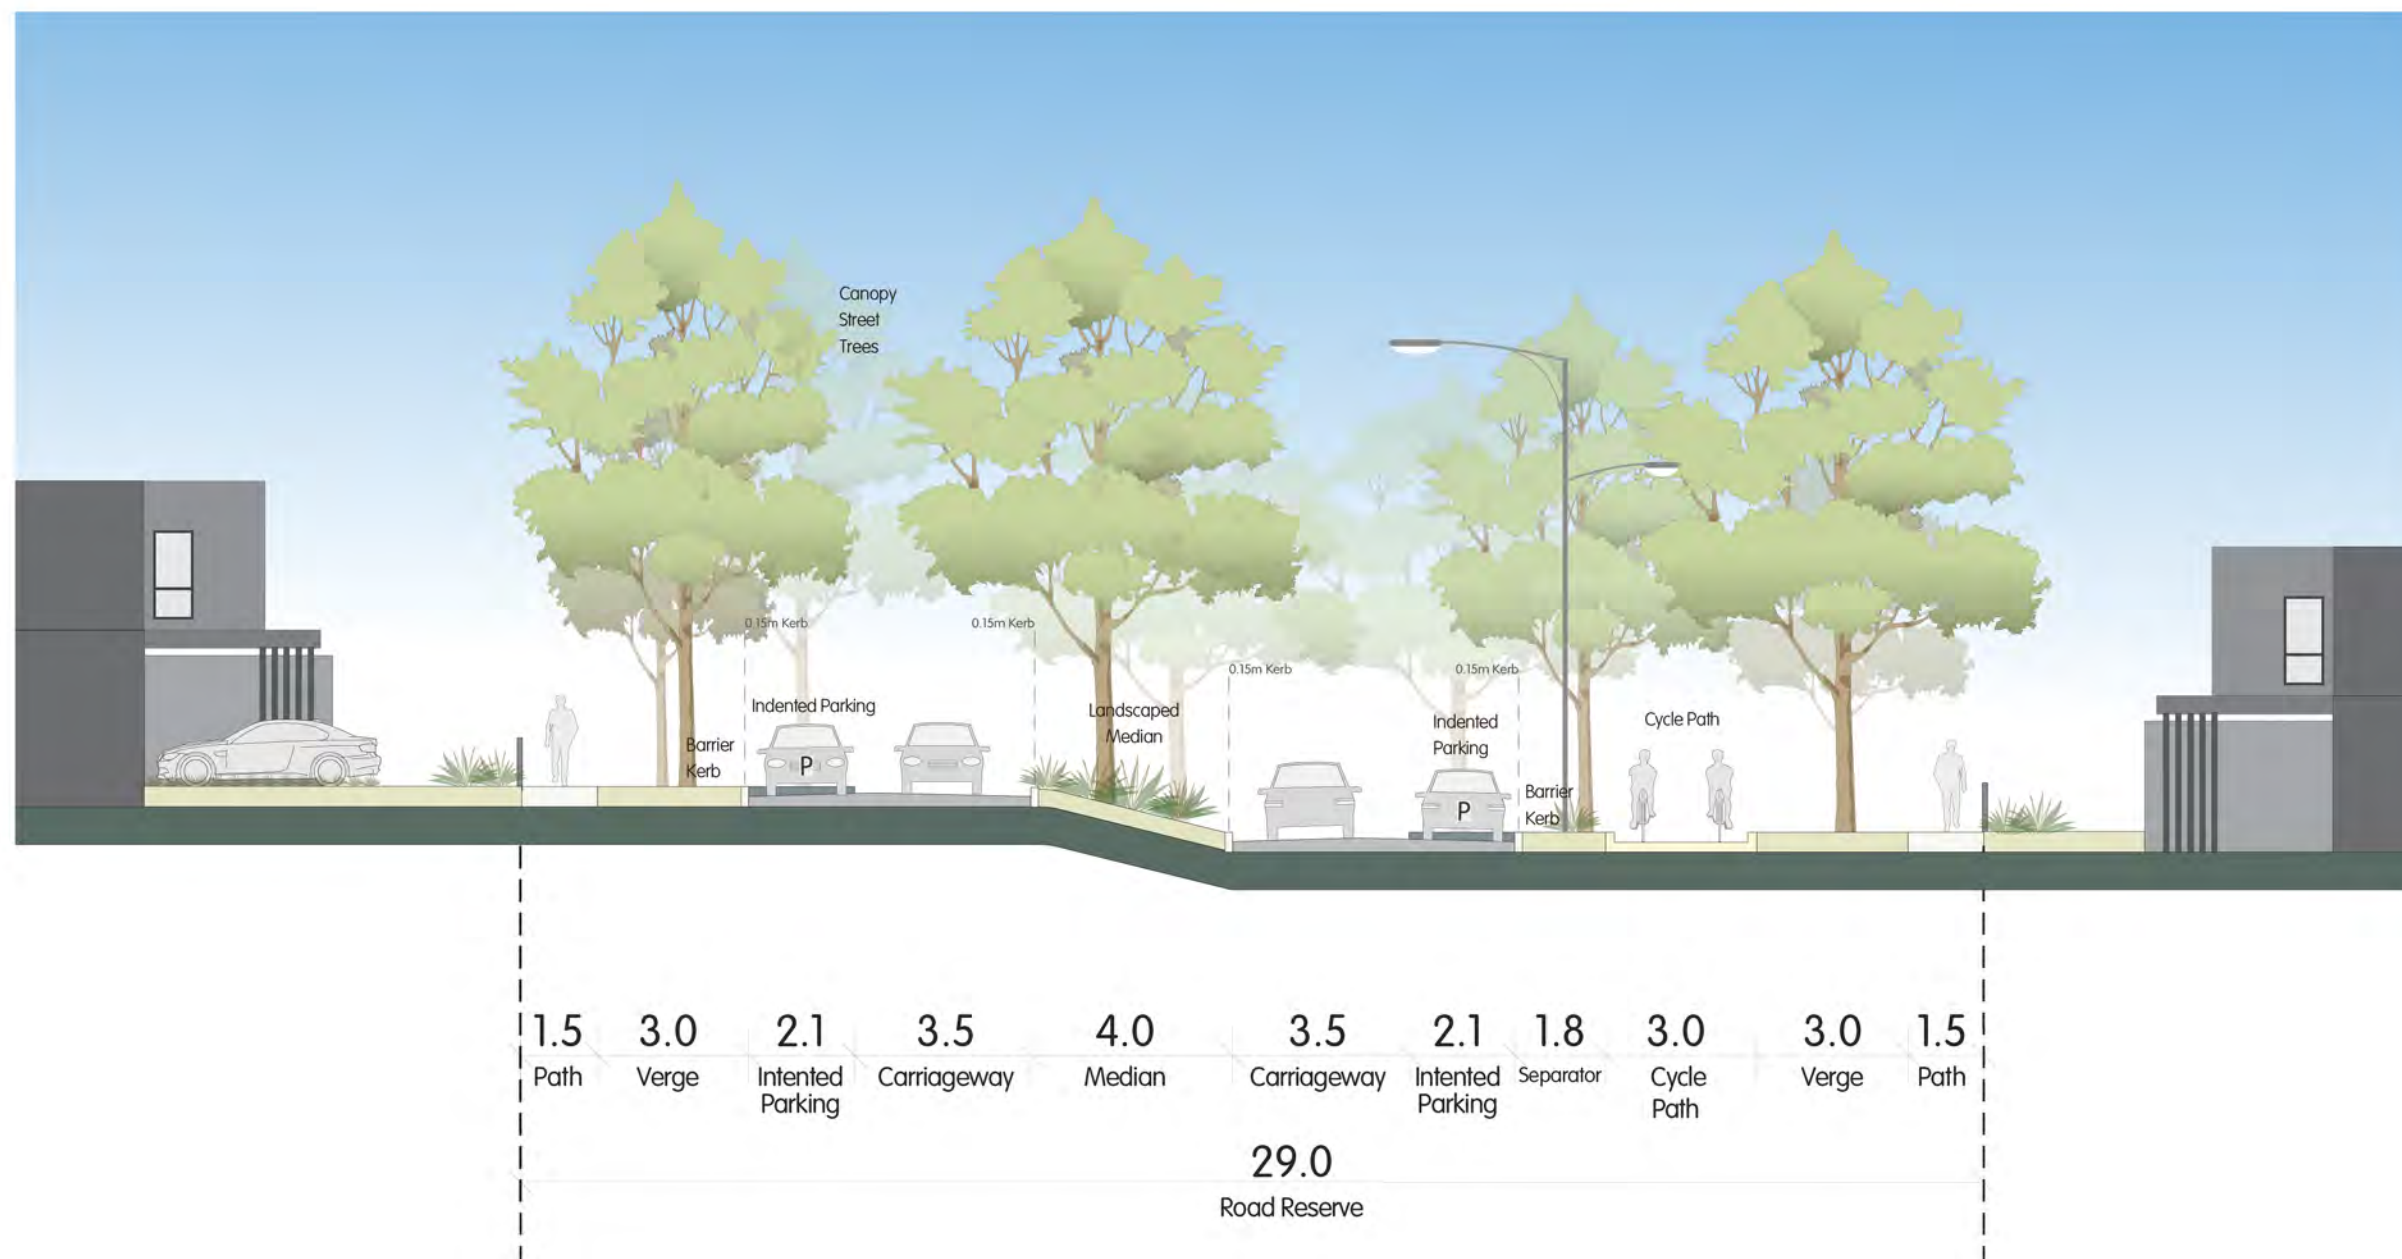 Canopy
Street
Trees
0.15m Kerb
0.15m Kerb
0.15m Kerb
0.15m Kerb
Indented Parking
Landscaped
Median
Indented
Parking
Cycle Path
Barrier
Kerb
P
P
Barrier
Kerb
1.5
3.0
2.1
3.5
4.0
3.5
2.1
1.8
3.0
3.0
1.5
Path
Verge
Intented
Parking
Carriageway
Median
Carriageway
Intented
Parking
Separator
Cycle
Path
Verge
Path
29.0
Road Reserve